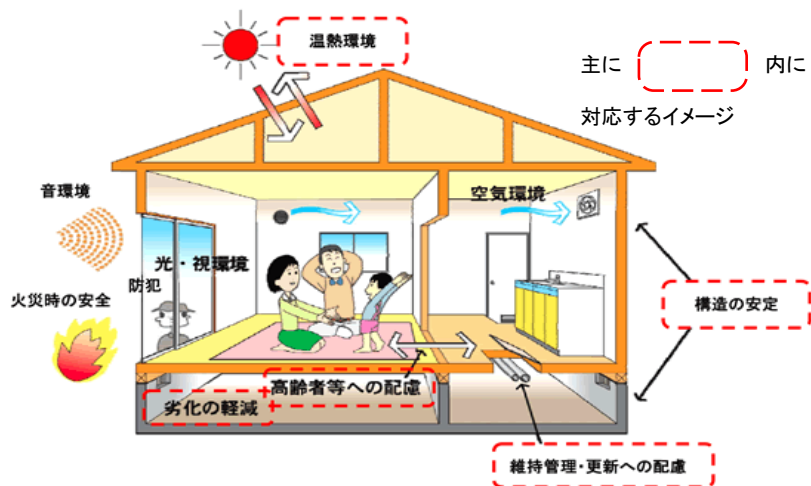 温熱環境
主に 内に
対応するイメージ
音環境
空気環境
光・視環境
防犯
火災時の安全
構造の安定
高齢者等への配慮
劣化の軽減
維持管理・更新への配慮